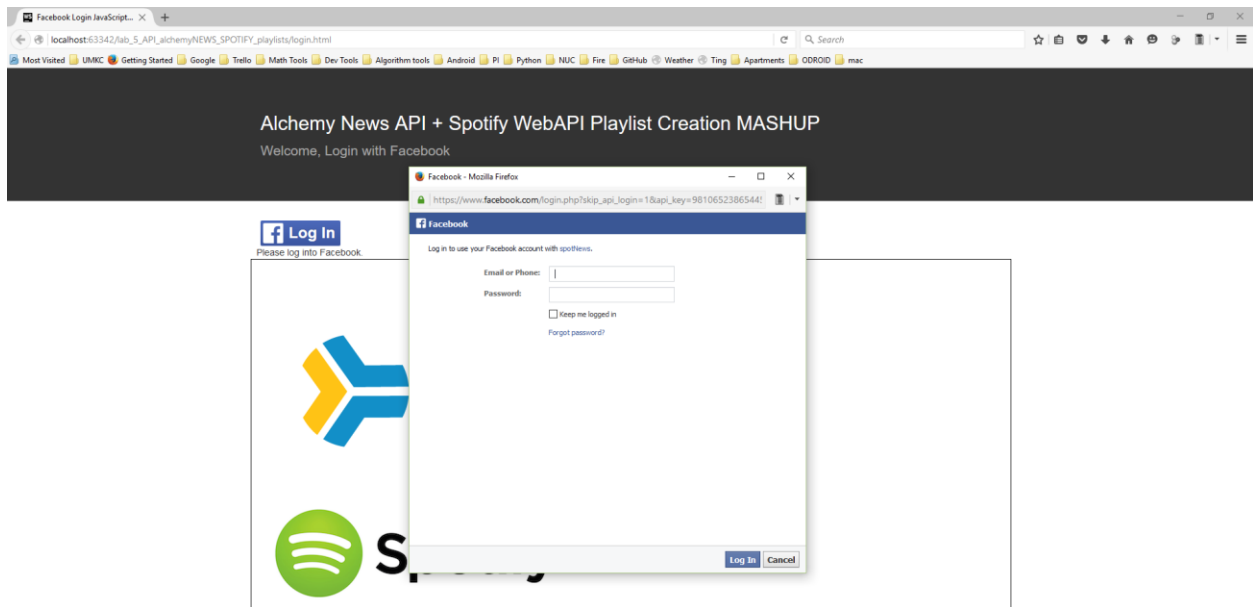 Facebook Login JavaScript...
localhost:63342/lab_5_API_alchemyNEWS_SPOTIFY_playlists/login.html
Search
Most Visited UMKC Getting Started Google Trello Math Tools Dev Tools Algorithm tools Android PI Python NUC Fire GitHub Weather Ting Apartments ODROID mac
Alchemy News API + Spotify WebAPI Playlist Creation MASHUP
Welcome, Login with Facebook
Facebook - Mozilla Firefox
https://www.facebook.com/login.php?skip_api_login=1&api_key=98106523865445
Facebook
Log In
Please log into Facebook.
Log in to use your Facebook account with spotNews.
Email or Phone:
Password:
Keep me logged in
Forgot password?
Log In Cancel